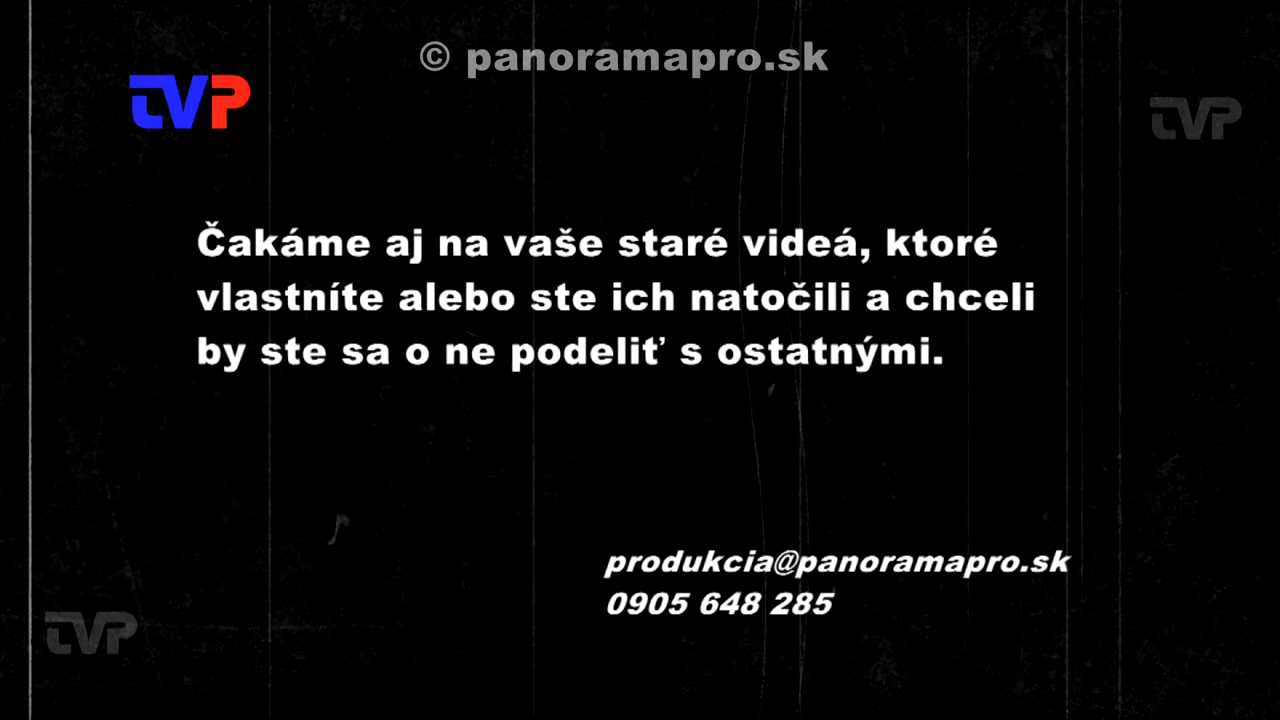 © panoramapro.sk
TVP
TVP
Čakáme aj na vaše staré videá, ktoré
vlastníte alebo ste ich natočili a chceli
by ste sa o ne podeliť s ostatnými.
produkcia@panoramapro.sk
0905 648 285
TVP